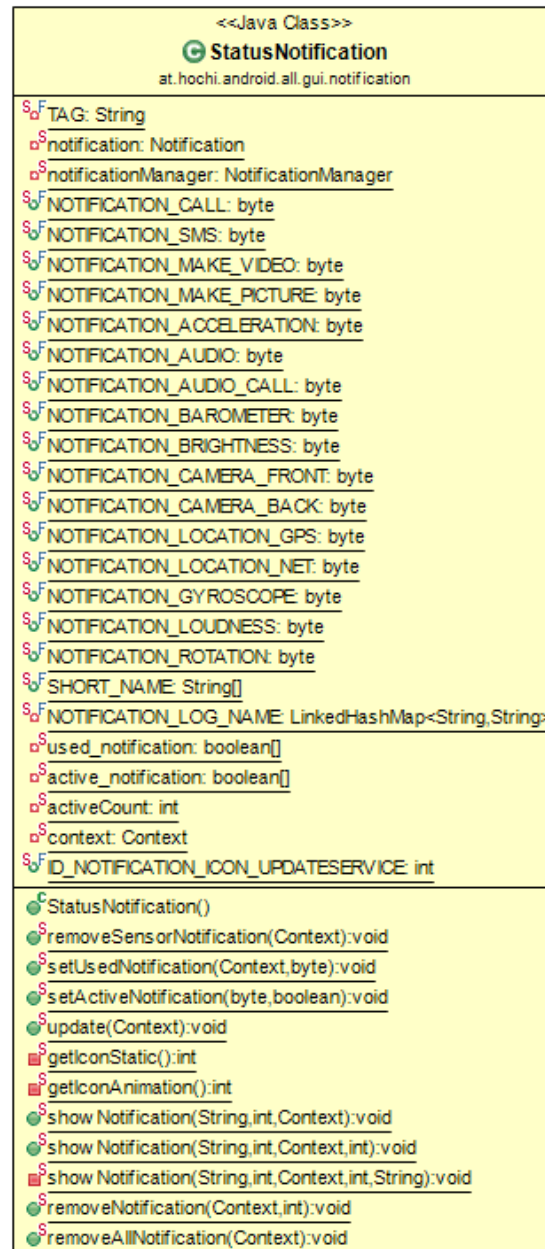 <<Java Class>>
StatusNotification
at.hochi.android.all.gui.notification
TAG: String
notification: Notification
notificationManager: NotificationManager
NOTIFICATION_CALL: byte
NOTIFICATION_SMS: byte
NOTIFICATION_MAKE_VIDEO: byte
NOTIFICATION_MAKE_PICTURE: byte
NOTIFICATION_ACCELERATION: byte
NOTIFICATION_AUDIO: byte
NOTIFICATION_AUDIO_CALL: byte
NOTIFICATION_BAROMETER: byte
NOTIFICATION_BRIGHTNESS: byte
NOTIFICATION_CAMERA_FRONT: byte
NOTIFICATION_CAMERA_BACK: byte
NOTIFICATION_LOCATION_GPS: byte
NOTIFICATION_LOCATION_NET: byte
NOTIFICATION_GYROSCOPE: byte
NOTIFICATION_LOUDNESS: byte
NOTIFICATION_ROTATION: byte
SHORT_NAME: String[]
NOTIFICATION_LOG_NAME: LinkedHashMap<String,String>
used_notification: boolean[]
active_notification: boolean[]
activeCount: int
context: Context
ID_NOTIFICATION_ICON_UPDATESERVICE: int
StatusNotification()
removeSensorNotification(Context):void
setUsedNotification(Context,byte):void
setActiveNotification(byte,boolean):void
update(Context):void
getIconStatic():int
getIconAnimation():int
showNotification(String,int,Context):void
showNotification(String,int,Context,int):void
showNotification(String,int,Context,int,String):void
removeNotification(Context,int):void
removeAllNotification(Context):void